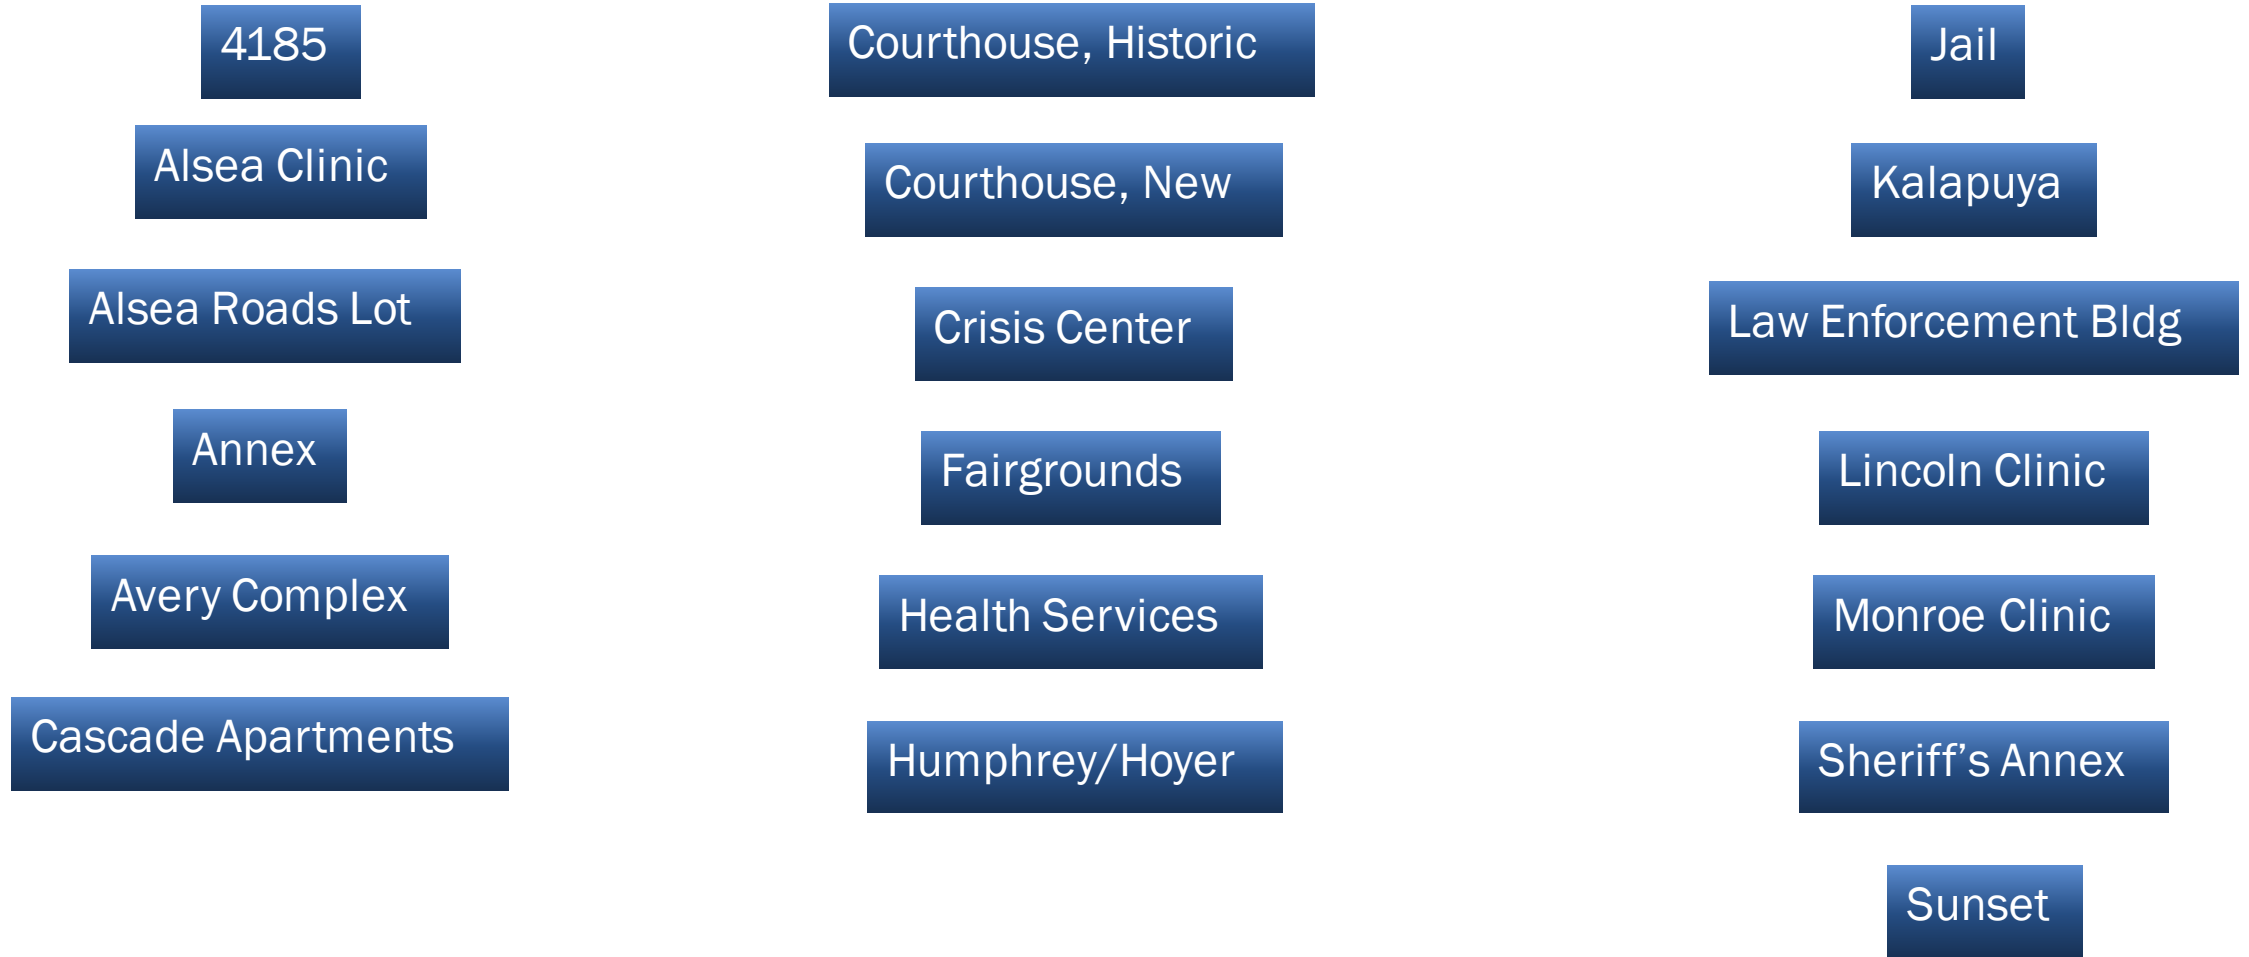 4185
Alsea Clinic
Alsea Roads Lot
Annex
Avery Complex
Cascade Apartments
Courthouse, Historic
Courthouse, New
Crisis Center
Fairgrounds
Health Services
Humphrey/Hoyer
Jail
Kalapuya
Law Enforcement Bldg
Lincoln Clinic
Monroe Clinic
Sheriff’s Annex
Sunset